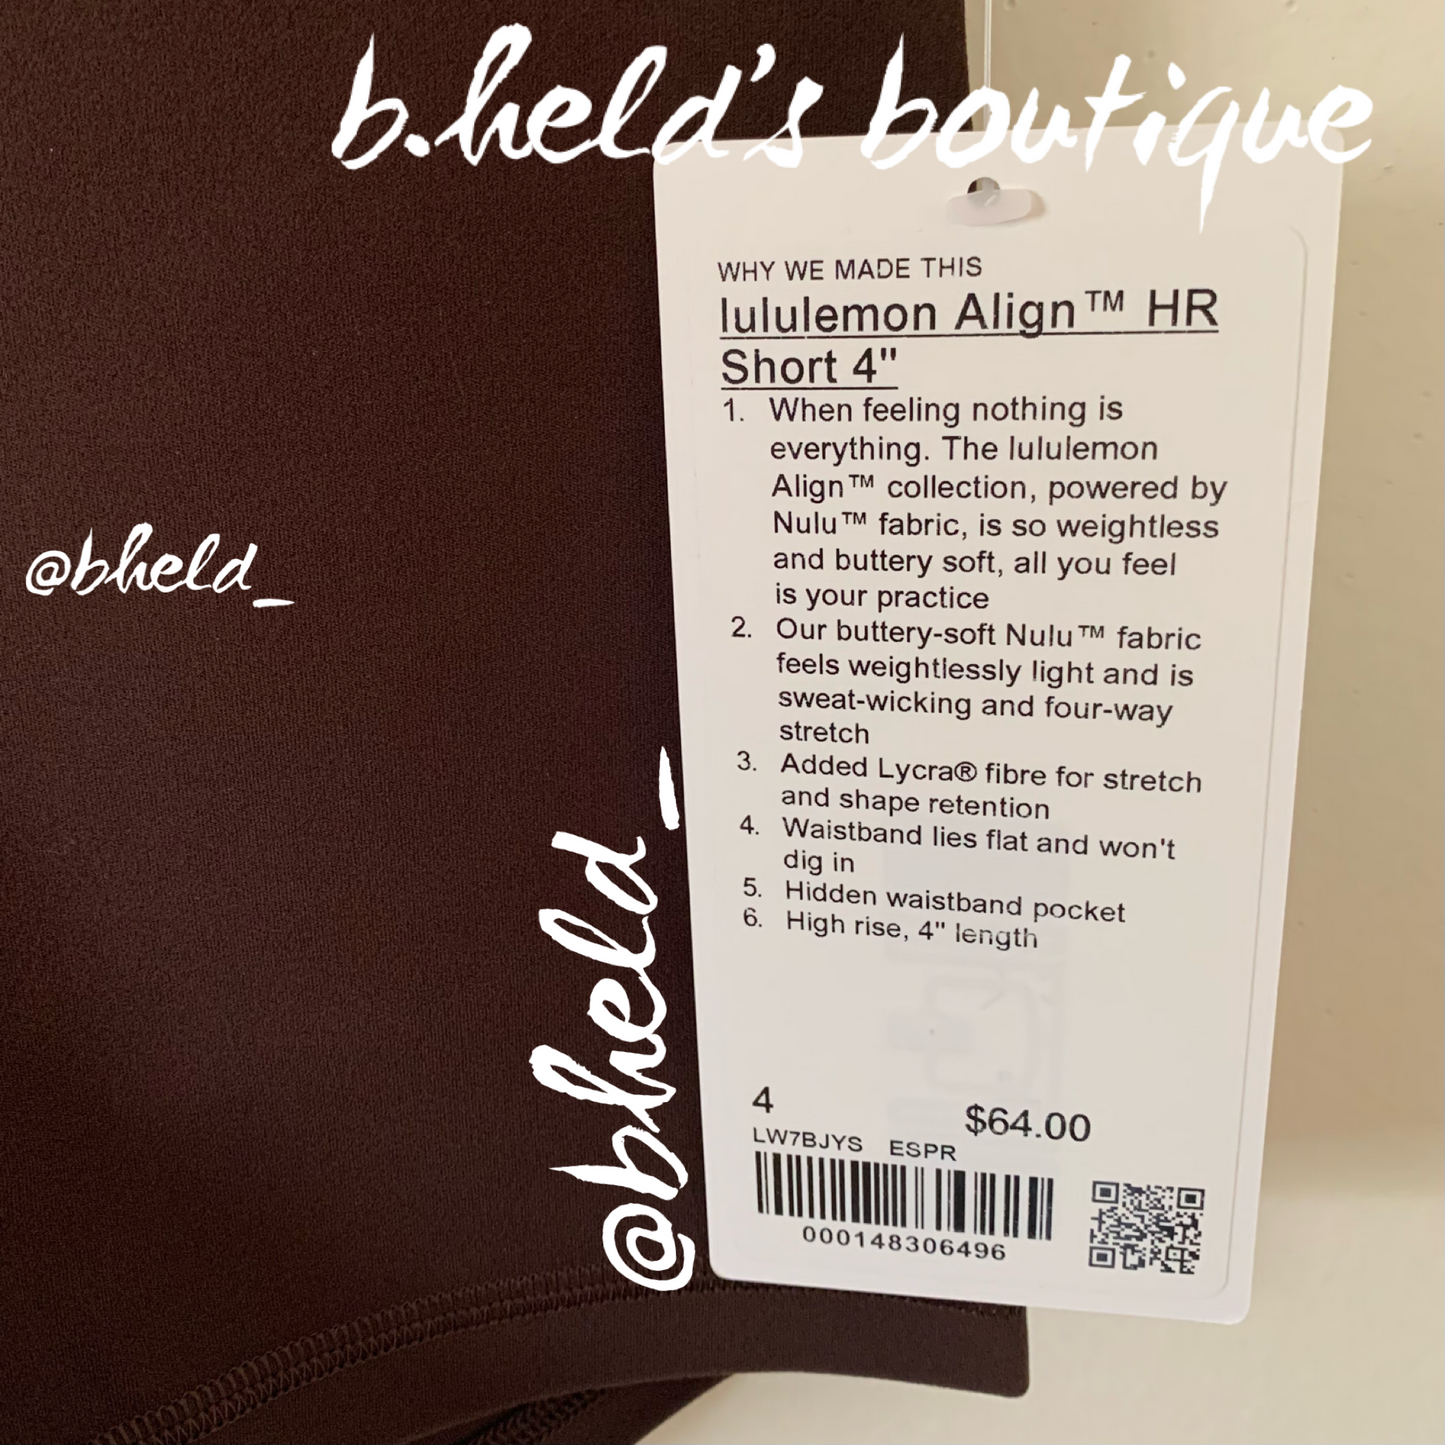 b.held's boutique
WHY WE MADE THIS
lululemon Align™ HR
Short 4"
1. When feeling nothing is
everything. The lululemon
Align™ collection, powered by
Nulu™ fabric, is so weightless
and buttery soft, all you feel
is your practice
2. Our buttery-soft Nulu™ fabric
feels weightlessly light and is
sweat-wicking and four-way
stretch
3. Added Lycra® fibre for stretch
and shape retention
4. Waistband lies flat and won't
dig in
5. Hidden waistband pocket
6. High rise, 4" length
4 $64.00
LW7BJYS ESPR
000148306496
@bheld_
@bheld_